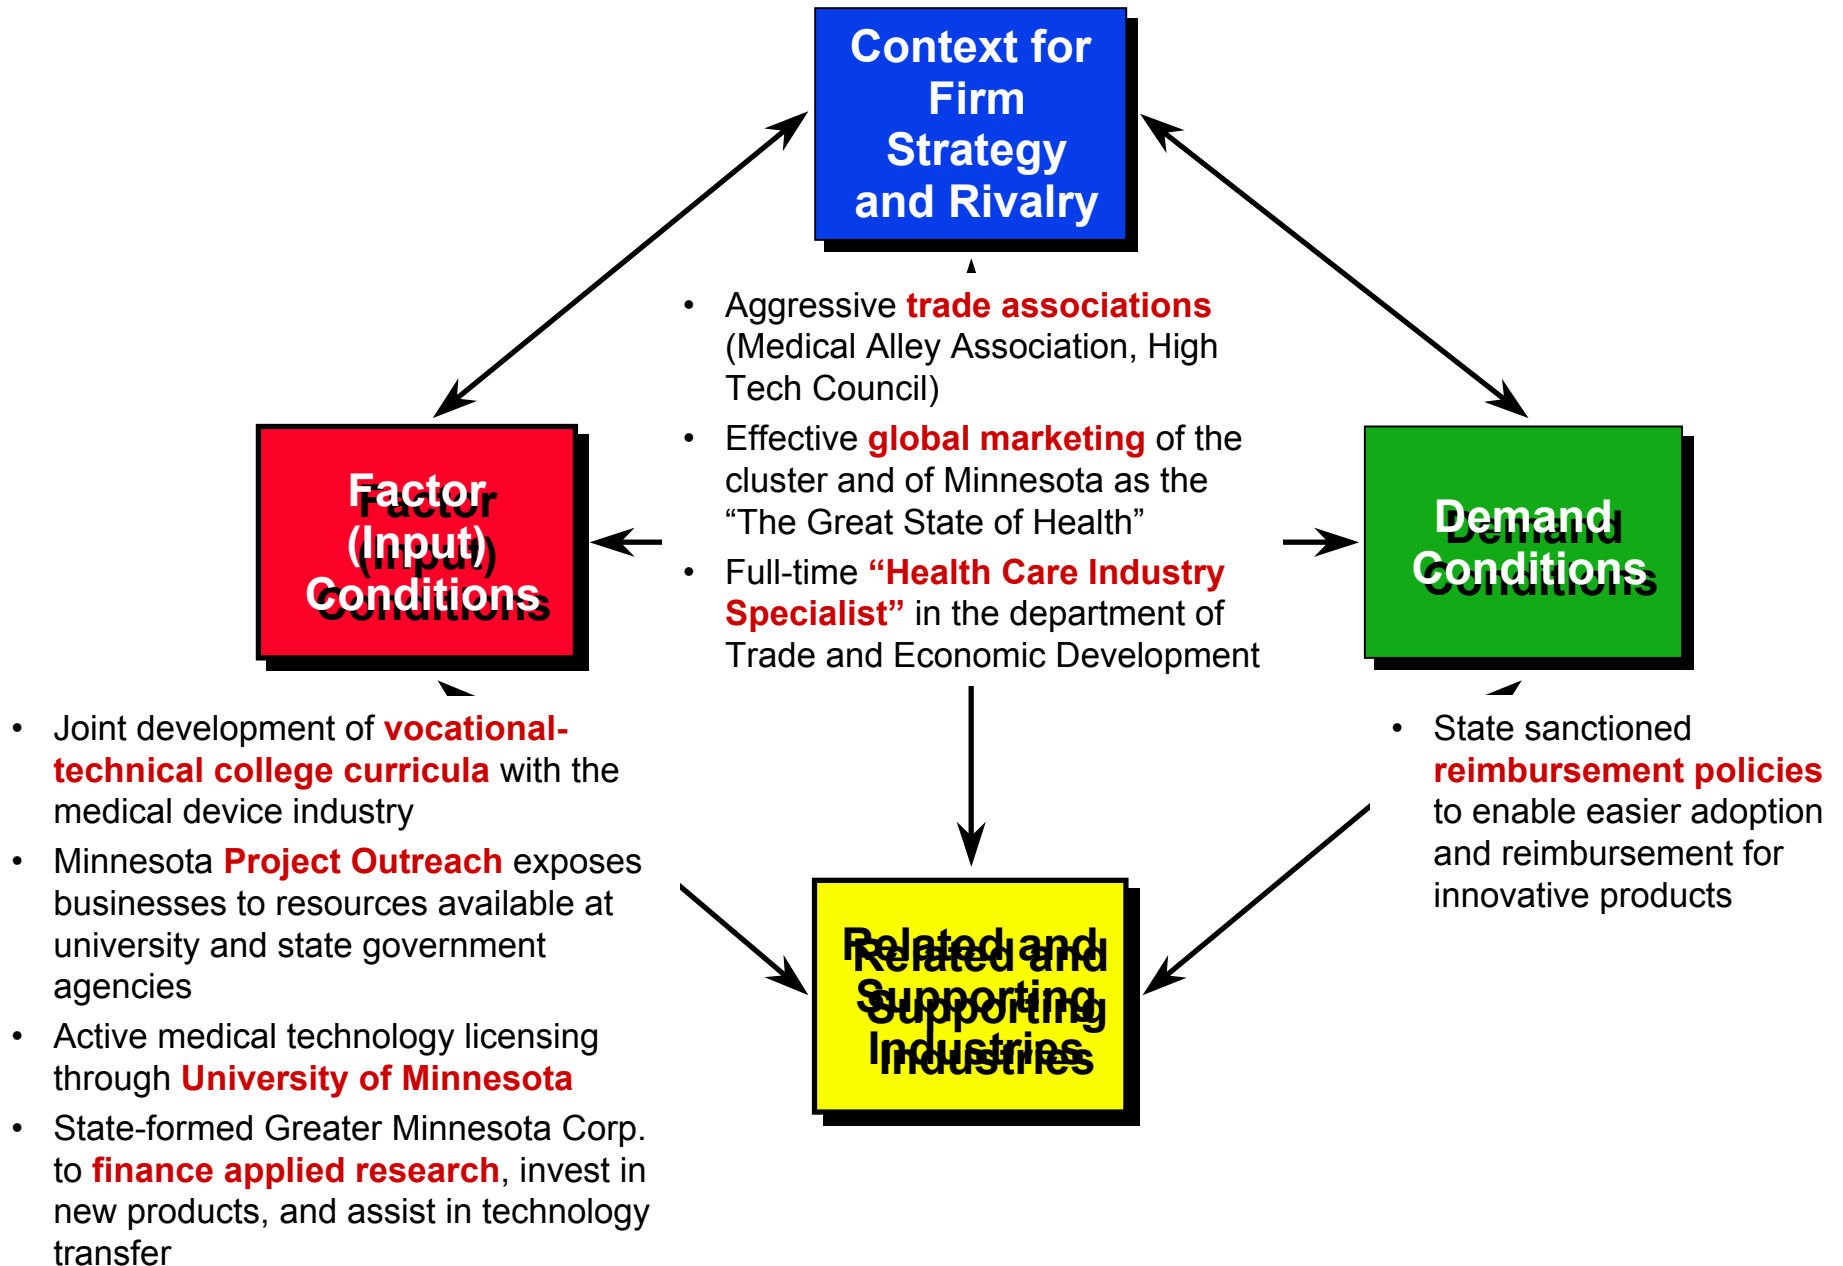 Context for
Firm
Strategy
and Rivalry
• Aggressive trade associations
(Medical Alley Association, High
Tech Council)
• Effective global marketing of the
cluster and of Minnesota as the
“The Great State of Health”
• Full-time “Health Care Industry
Specialist” in the department of
Trade and Economic Development
Factor
(Input)
Conditions
Demand
Conditions
• Joint development of vocational-
technical college curricula with the
medical device industry
• Minnesota Project Outreach exposes
businesses to resources available at
university and state government
agencies
• Active medical technology licensing
through University of Minnesota
• State-formed Greater Minnesota Corp.
to finance applied research, invest in
new products, and assist in technology
transfer
• State sanctioned
reimbursement policies
to enable easier adoption
and reimbursement for
innovative products
Related and
Supporting
Industries